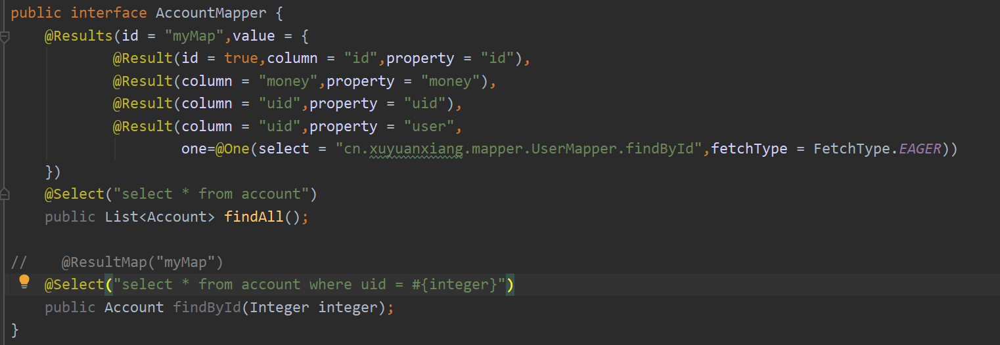 public interface AccountMapper {
    @Results(id = "myMap",value = {
            @Result(id = true,column = "id",property = "id"),
            @Result(column = "money",property = "money"),
            @Result(column = "uid",property = "uid"),
            @Result(column = "uid",property = "user",
                    one=@One(select = "cn.xuyuanxiang.mapper.UserMapper.findById",fetchType = FetchType.EAGER))
    })
    @Select("select * from account")
    public List<Account> findAll();
//    @ResultMap("myMap")
    @Select("select * from account where uid = #{integer}")
    public Account findById(Integer integer);
}